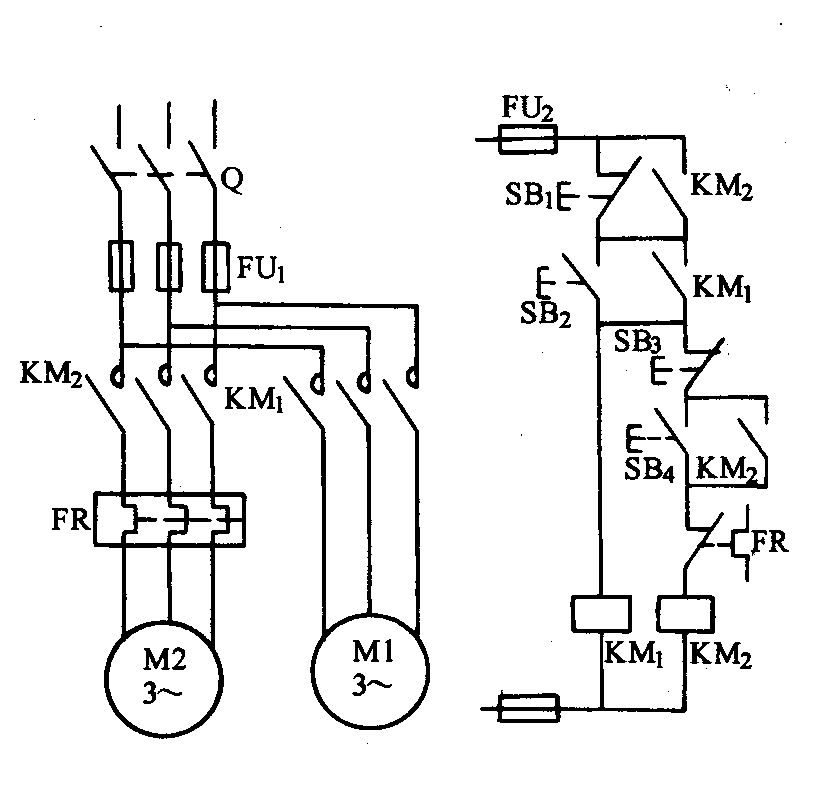 Q
FU₁
KM₂
KM₁
FR
M2
3～
M1
3～
FU₂
SB₁
KM₂
SB₂
KM₁
SB₃
SB₄
KM₂
FR
KM₁
KM₂